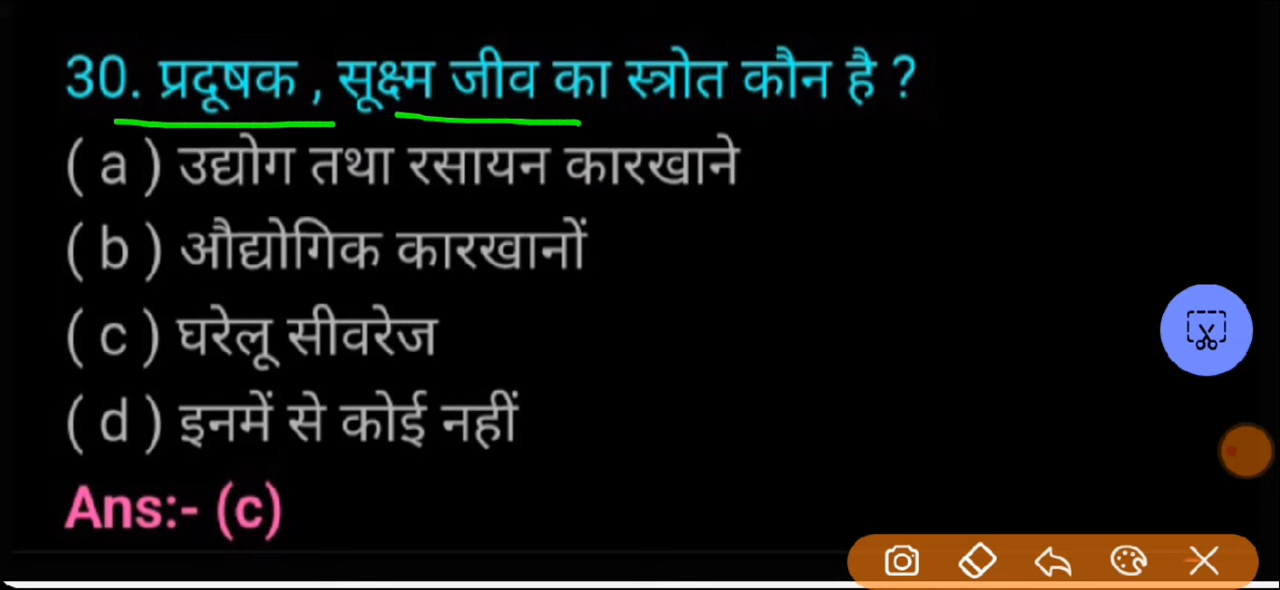 30. प्रदूषक , सूक्ष्म जीव का स्त्रोत कौन है ?
( a ) उद्योग तथा रसायन कारखाने
( b ) औद्योगिक कारखानों
( c ) घरेलू सीवरेज
( d ) इनमें से कोई नहीं
Ans:- (c)